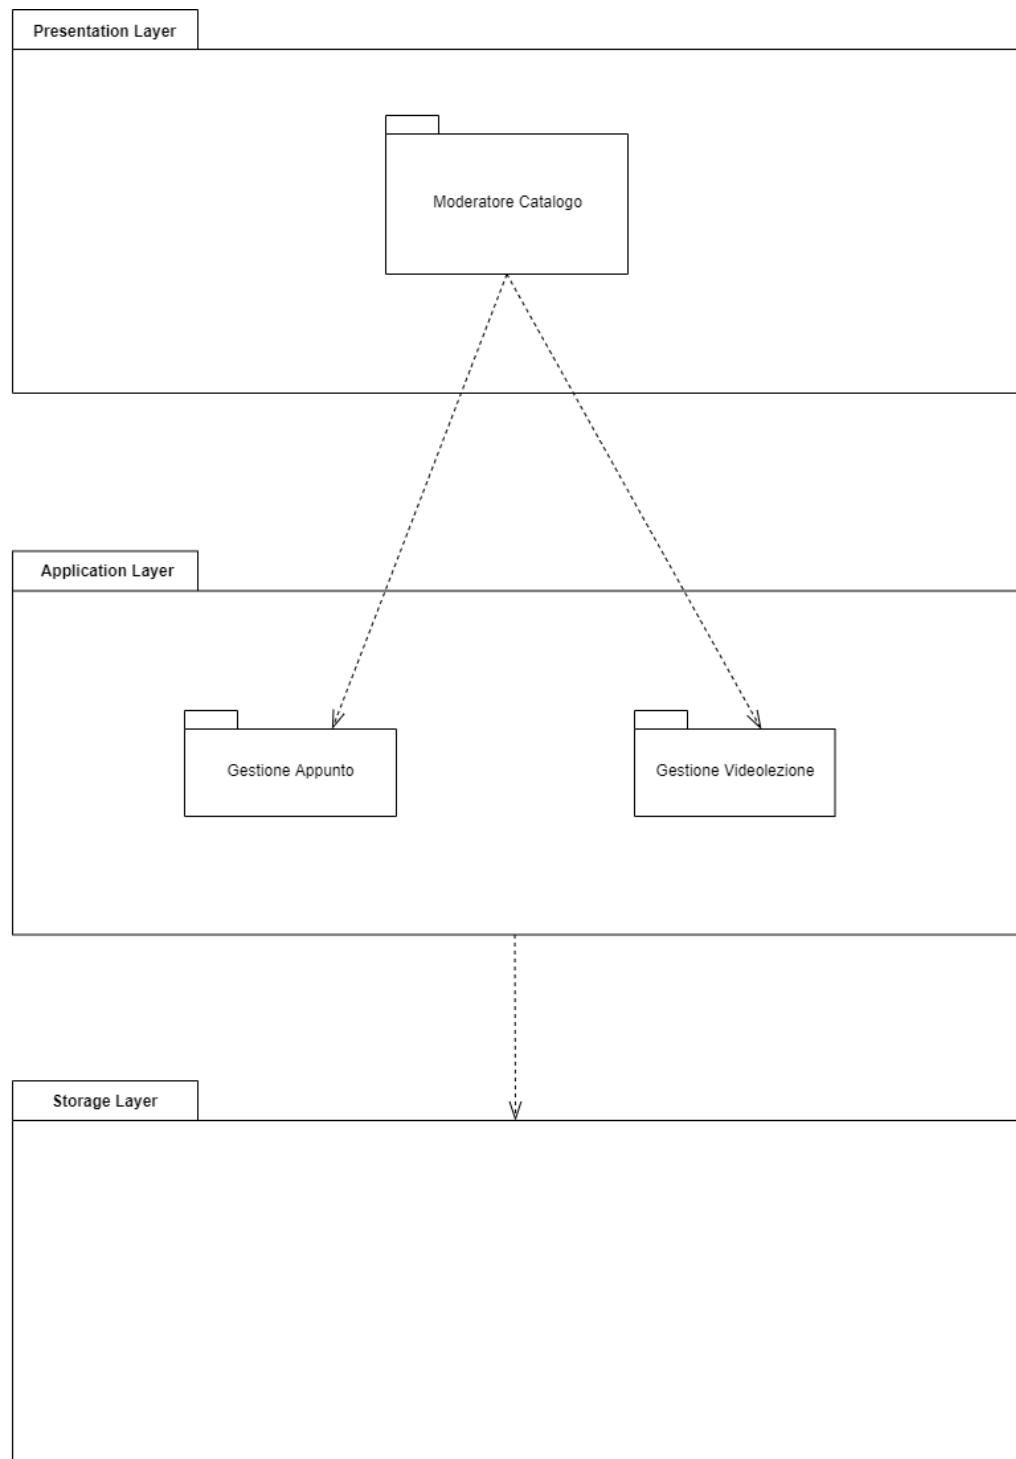 Presentation Layer
Moderatore Catalogo
Application Layer
Gestione Appunto
Gestione Videolezione
Storage Layer